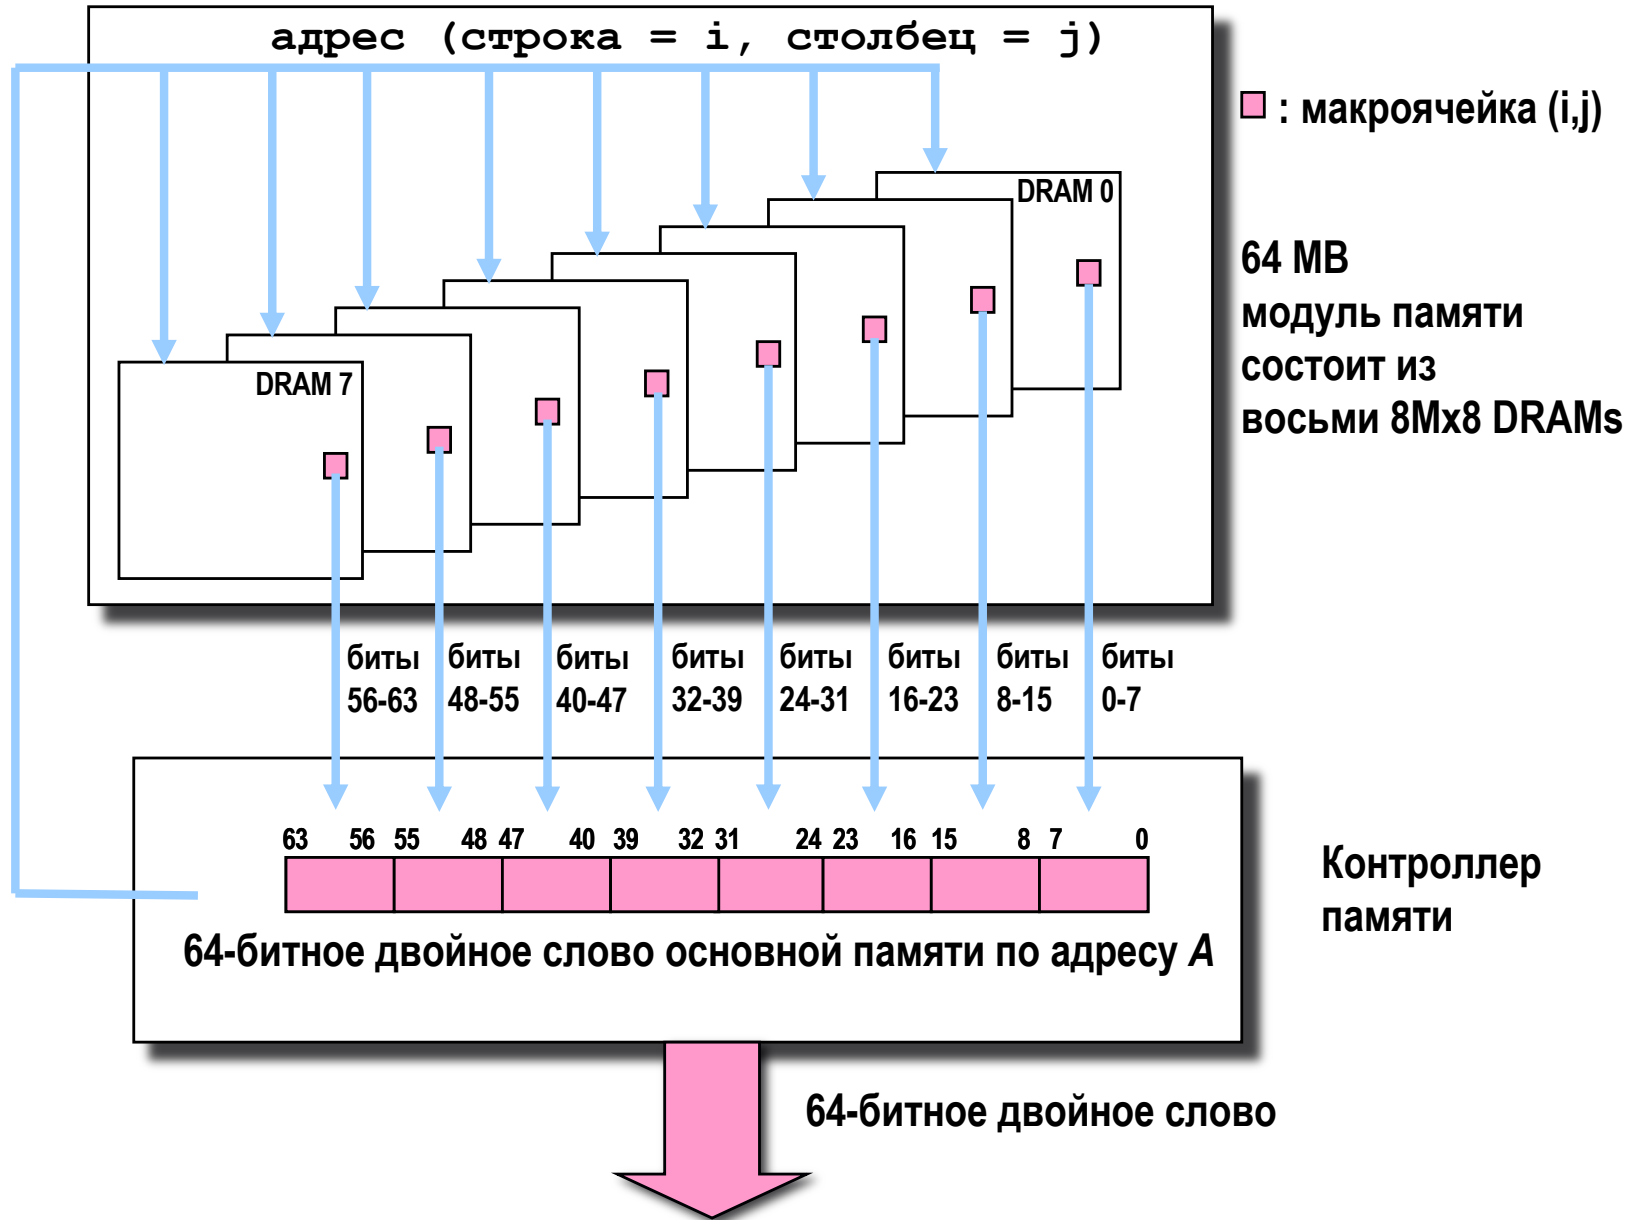 адрес (строка = i, столбец = j)
: макроячейка (i,j)
DRAM 0
64 MB
модуль памяти
состоит из
восьми 8Mx8 DRAMs
DRAM 7
биты
56-63
биты
48-55
биты
40-47
биты
32-39
биты
24-31
биты
16-23
биты
8-15
биты
0-7
63 56 55 48 47 40 39 32 31 24 23 16 15 8 7 0
Контроллер
памяти
64-битное двойное слово основной памяти по адресу A
64-битное двойное слово